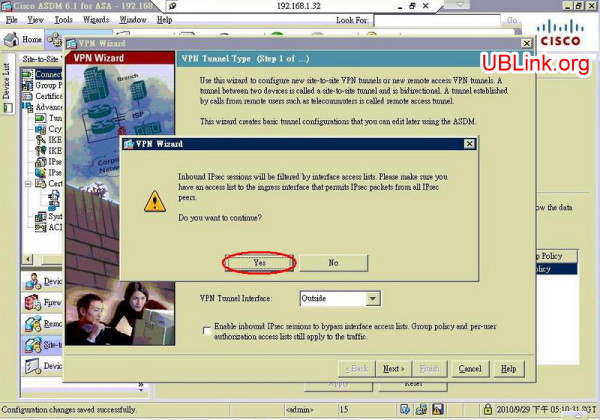 Cisco ASDM 6.1 for ASA - 192.168
192.168.1.32
File View Tools Wizards Window Help
Look For:
Go
Home
CISCO
UBLink.org
Device List
Site-to-Site
Connect
Group P
Certifica
Advance
Tun
Cry
IKE
IKE
IPse
IPse
Cert
Syst
ACI
Devic
Firew
Remo
Site-t
Devic
VPN Wizard
VPN Wizard
VPN Tunnel Type (Step 1 of ...)
Branch
ISP
Corpo
Netwo
Use this wizard to configure new site-to-site VPN tunnels or new remote access VPN tunnels. A
tunnel between two devices is called a site-to-site tunnel and is bidirectional. A tunnel established
by calls from remote users such as telecommuters is called remote access tunnel.
This wizard creates basic tunnel configurations that you can edit later using the ASDM.
VPN Wizard
Inbound IPsec sessions will be filtered by interface access lists. Please make sure you
have an access list to the ingress interface that permits IPsec packets from all IPsec
peers.
Do you want to continue?
Yes
No
ow the data
p Policy
olicy
VPN Tunnel Interface:
Outside
Enable inbound IPsec sessions to bypass interface access lists. Group policy and per-user
authorization access lists still apply to the traffic.
< Back
Next >
Finish
Cancel
Help
Apply
Reset
Configuration changes saved successfully.
<admin>
15
2010/9/29 下午 05:10:31 SGT